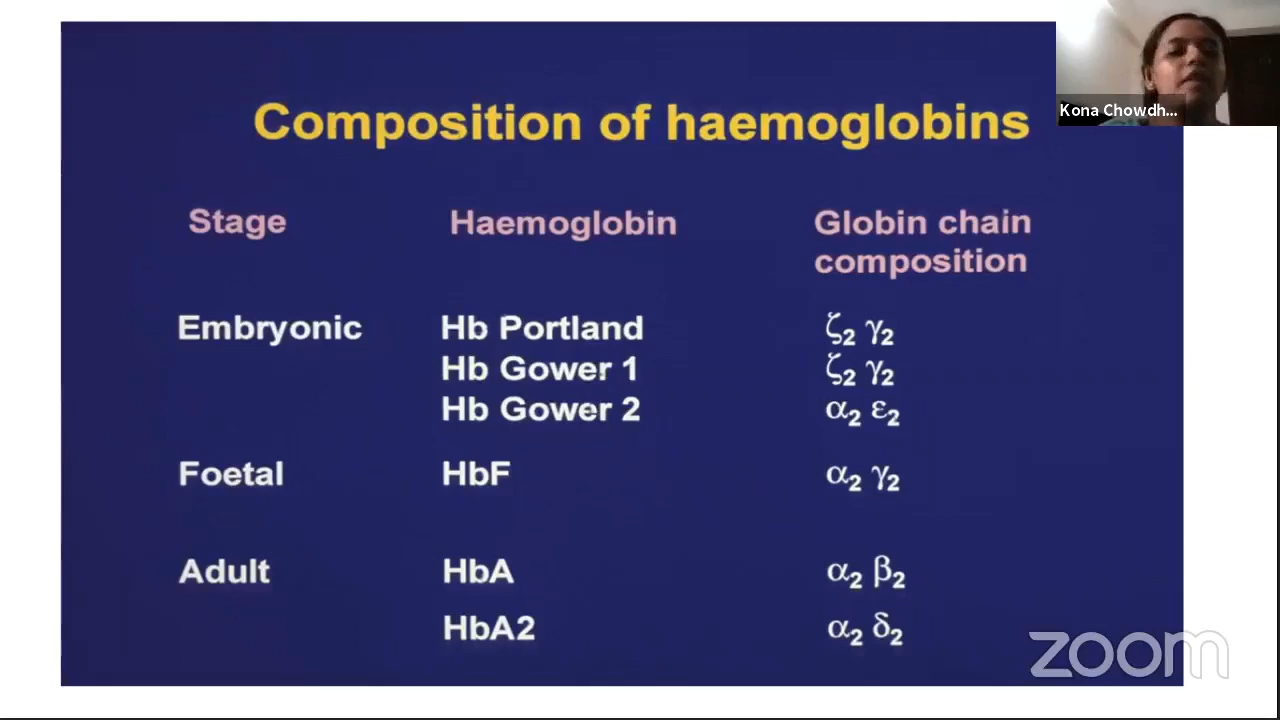 Kona Chowdh...
Composition of haemoglobins
Stage Haemoglobin Globin chain composition
Embryonic Hb Portland ζ₂ γ₂
Hb Gower 1 ζ₂ γ₂
Hb Gower 2 α₂ ε₂
Foetal HbF α₂ γ₂
Adult HbA α₂ β₂
HbA2 α₂ δ₂
zoom